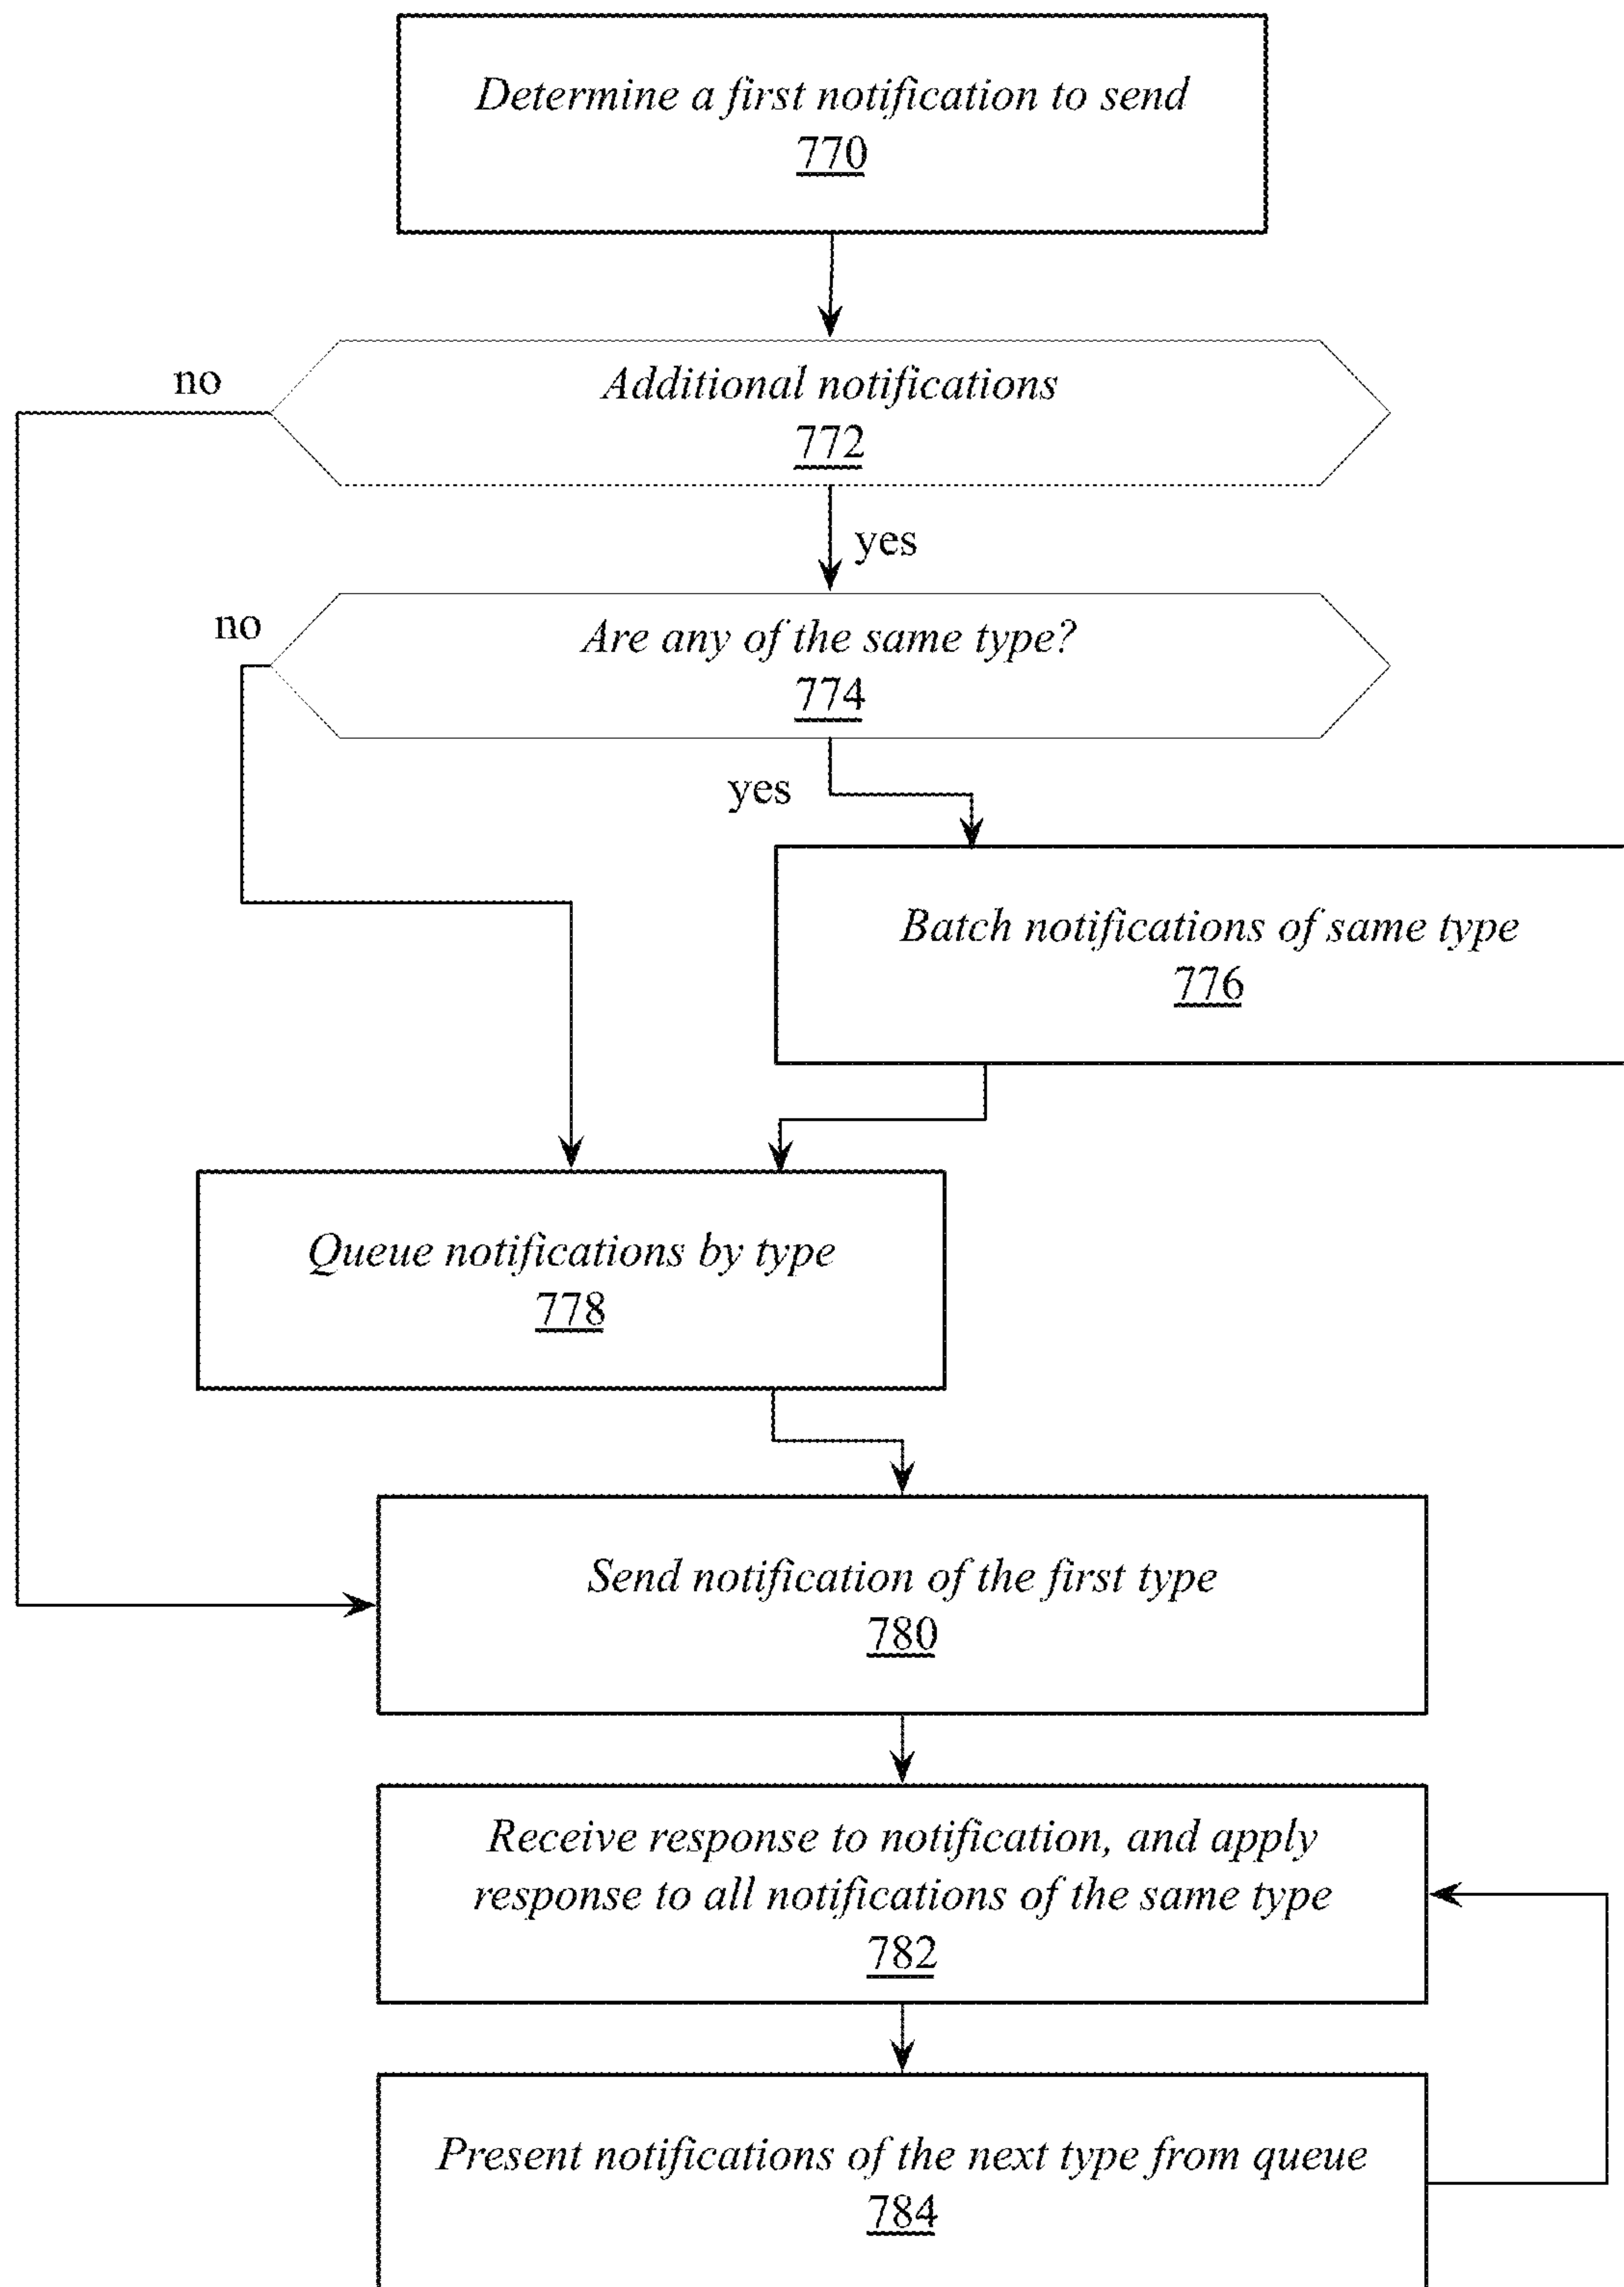 Determine a first notification to send
770
no
Additional notifications
772
yes
no
Are any of the same type?
774
yes
Batch notifications of same type
776
Queue notifications by type
778
Send notification of the first type
780
Receive response to notification, and apply
response to all notifications of the same type
782
Present notifications of the next type from queue
784